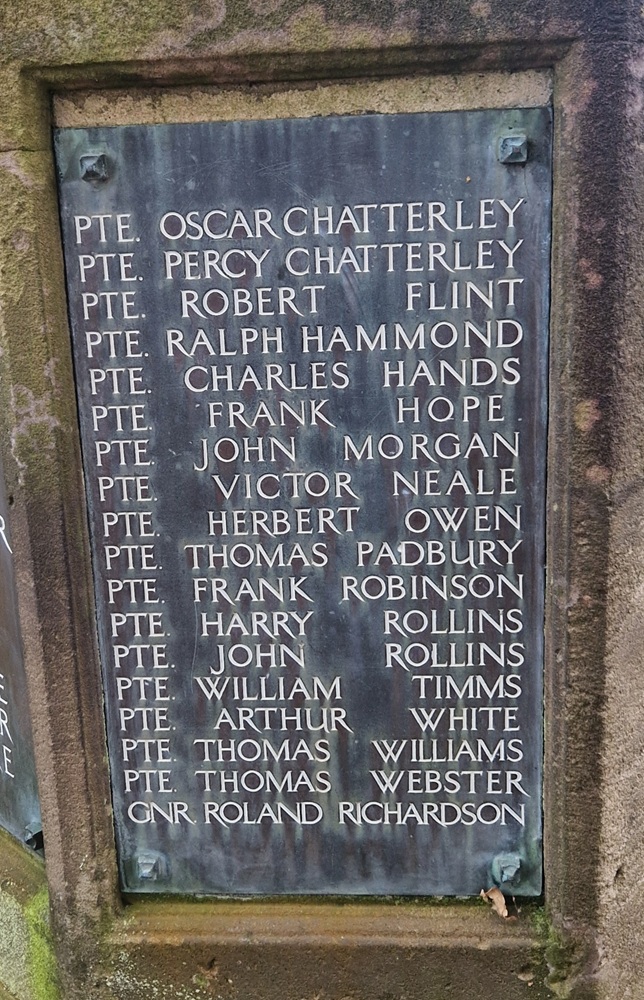 PTE. OSCAR CHATTERLEY
PTE. PERCY CHATTERLEY
PTE. ROBERT FLINT
PTE. RALPH HAMMOND
PTE. CHARLES HANDS
PTE. FRANK HOPE
PTE. JOHN MORGAN
PTE. VICTOR NEALE
PTE. HERBERT OWEN
PTE. THOMAS PADBURY
PTE. FRANK ROBINSON
PTE. HARRY ROLLINS
PTE. JOHN ROLLINS
PTE. WILLIAM TIMMS
PTE. ARTHUR WHITE
PTE. THOMAS WILLIAMS
PTE. THOMAS WEBSTER
GNR. ROLAND RICHARDSON